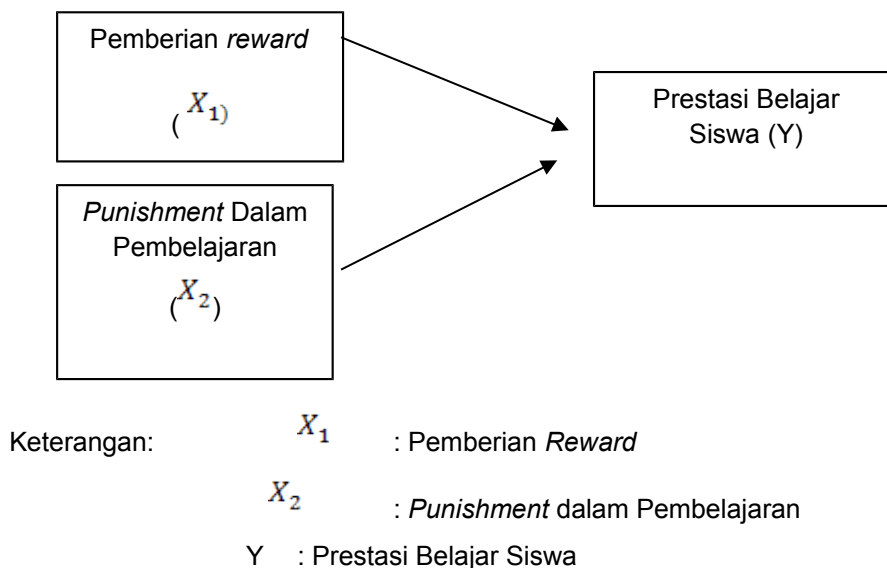 Pemberian reward
( X₁)
Punishment Dalam
Pembelajaran
(X₂)
Prestasi Belajar
Siswa (Y)
Keterangan: X₁ : Pemberian Reward
X₂ : Punishment dalam Pembelajaran
Y : Prestasi Belajar Siswa